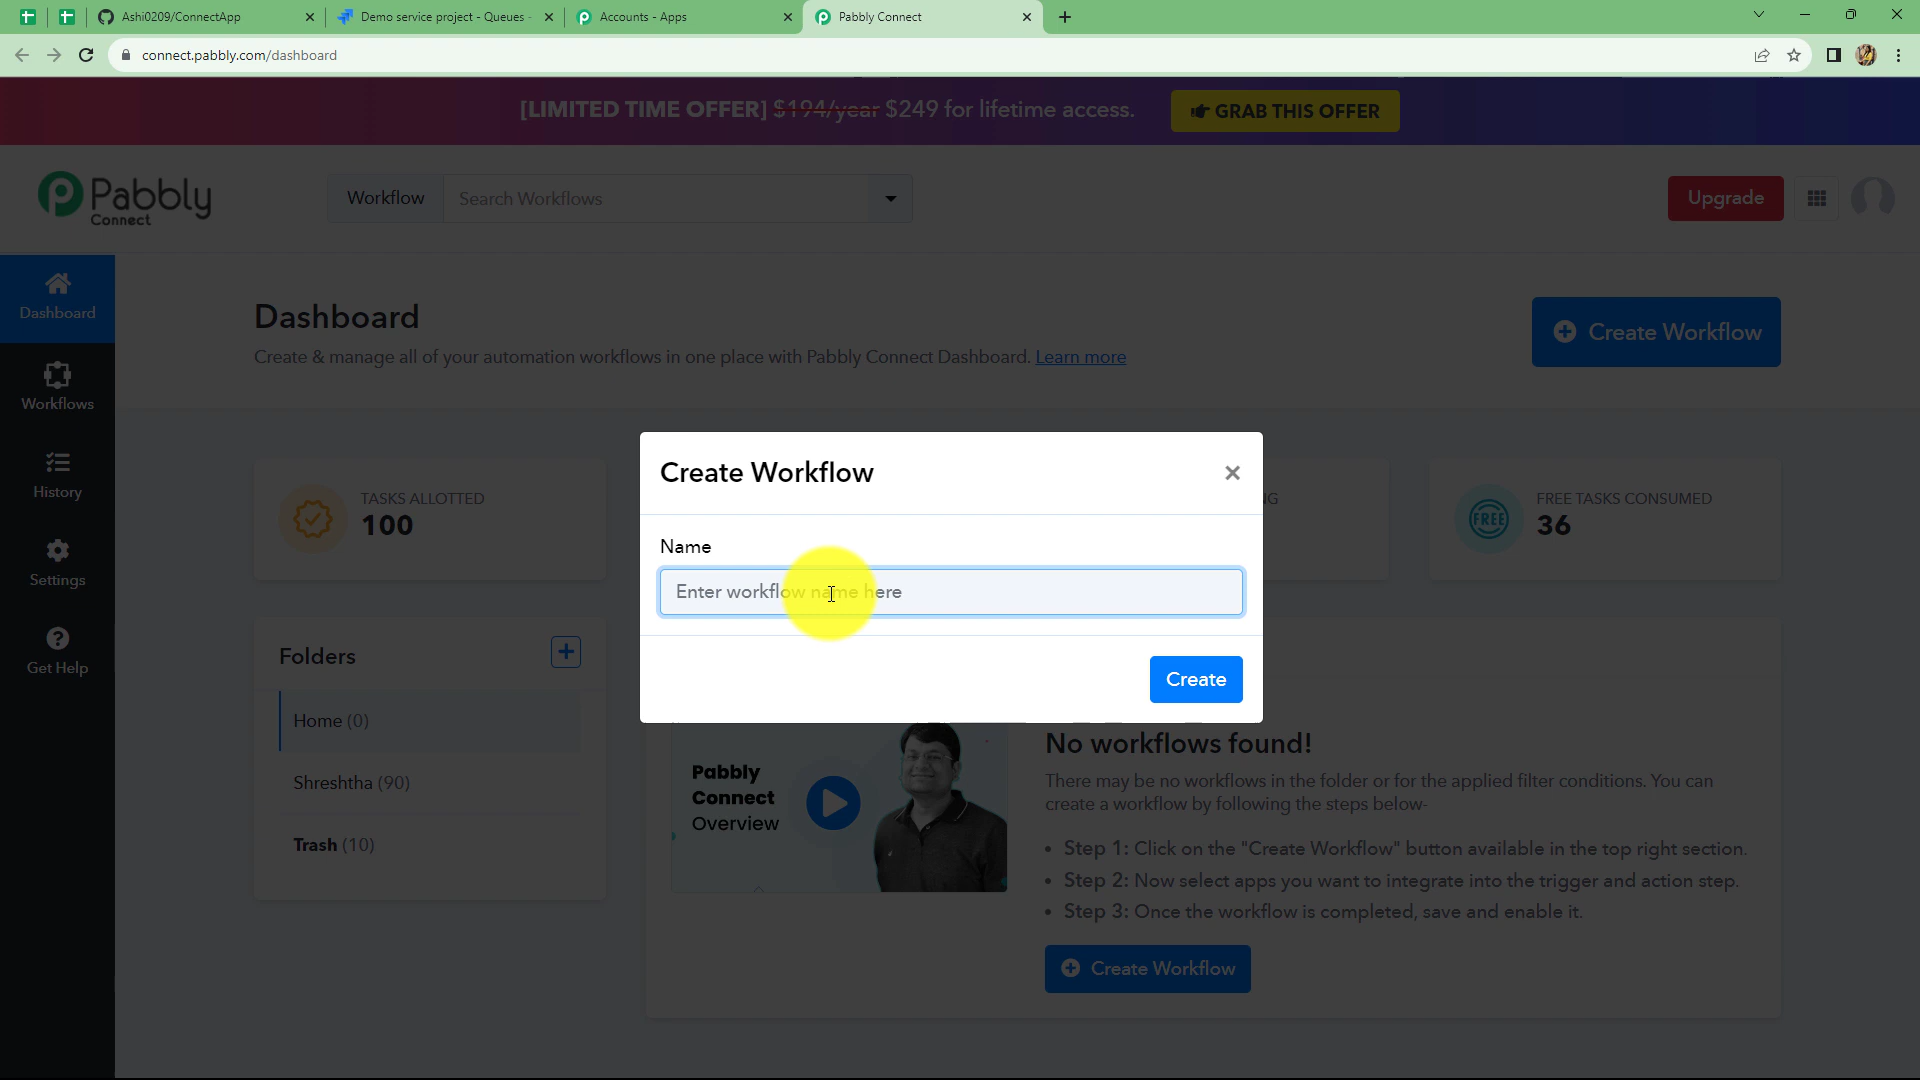 Ashi0209/ConnectApp
Demo service project - Queues -
Accounts - Apps
Pabbly Connect
connect.pabbly.com/dashboard
[LIMITED TIME OFFER] $194/year $249 for lifetime access.
GRAB THIS OFFER
Pabbly
Connect
Workflow
Search Workflows
Upgrade
Dashboard
Workflows
History
Settings
Get Help
Dashboard
Create & manage all of your automation workflows in one place with Pabbly Connect Dashboard. Learn more
Create Workflow
TASKS ALLOTTED
100
NG
FREE
FREE TASKS CONSUMED
36
Create Workflow
×
Name
Enter workflow name here
Create
Folders
Home (0)
Shreshtha (90)
Trash (10)
Pabbly
Connect
Overview
No workflows found!
There may be no workflows in the folder or for the applied filter conditions. You can
create a workflow by following the steps below-
• Step 1: Click on the "Create Workflow" button available in the top right section.
• Step 2: Now select apps you want to integrate into the trigger and action step.
• Step 3: Once the workflow is completed, save and enable it.
Create Workflow